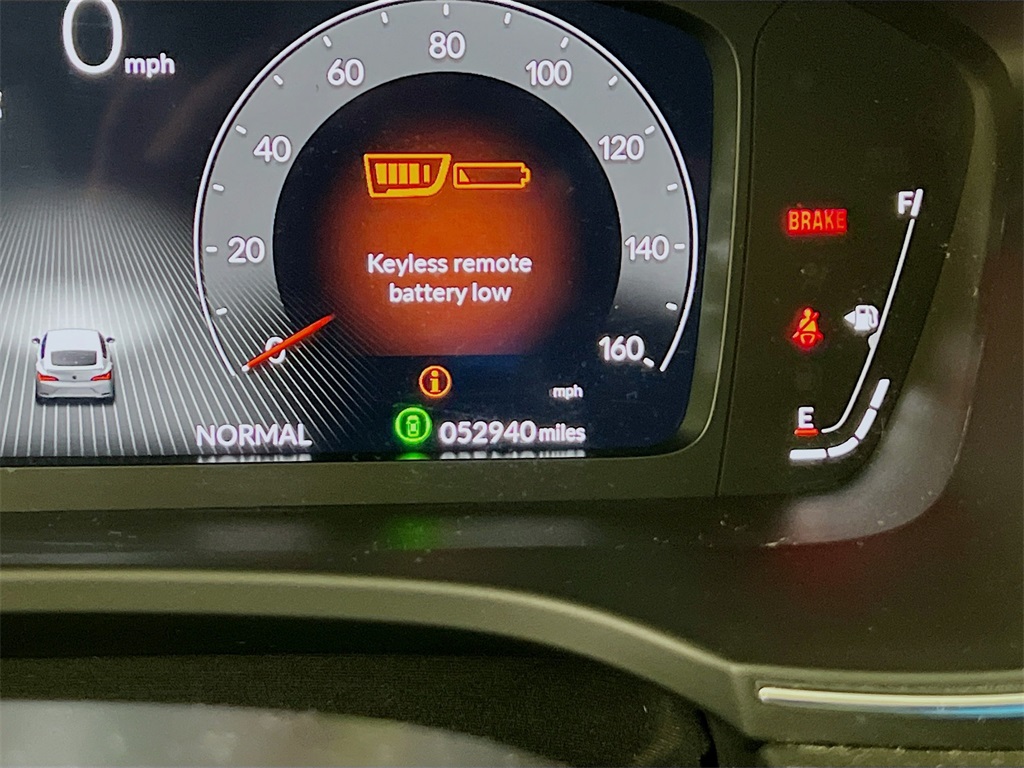 0 mph
80
60
100
40
120
20
140
0
160
Keyless remote
battery low
i
mph
NORMAL
052940 miles
BRAKE
F
E